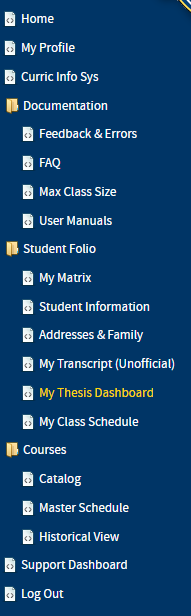 Home
My Profile
Curric Info Sys
Documentation
Feedback & Errors
FAQ
Max Class Size
User Manuals
Student Folio
My Matrix
Student Information
Addresses & Family
My Transcript (Unofficial)
My Thesis Dashboard
My Class Schedule
Courses
Catalog
Master Schedule
Historical View
Support Dashboard
Log Out